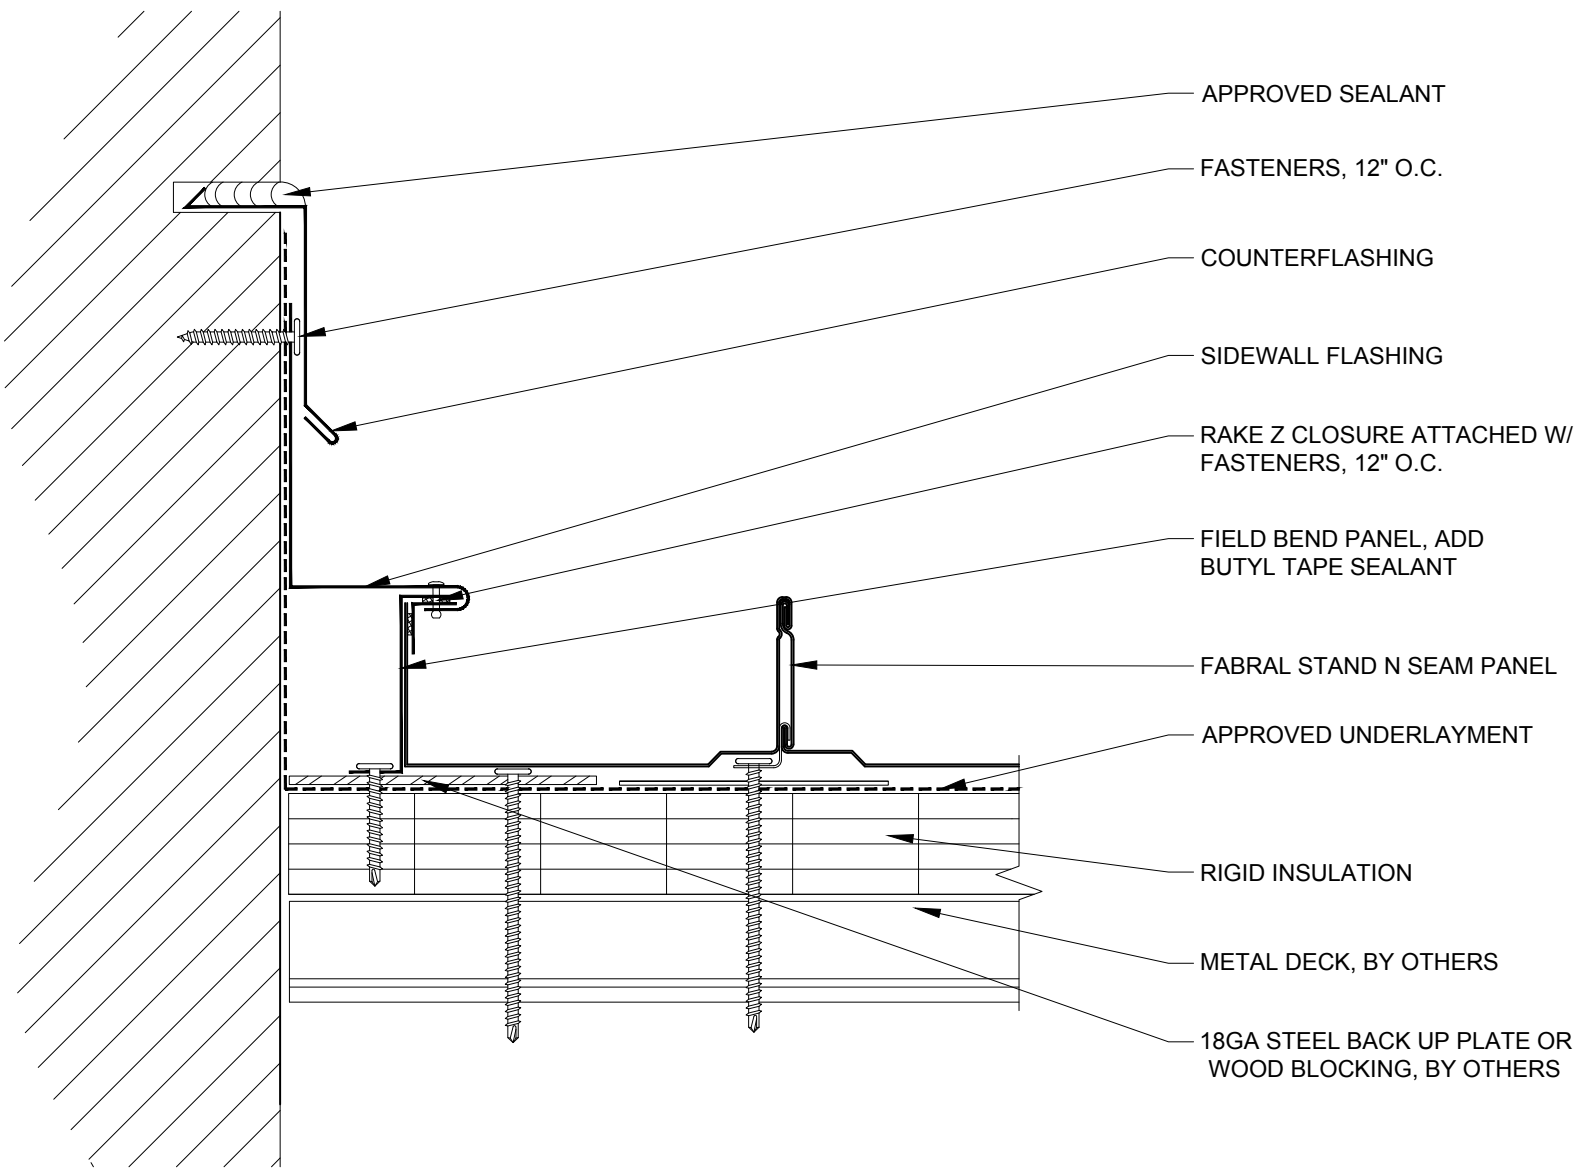 APPROVED SEALANT
FASTENERS, 12" O.C.
COUNTERFLASHING
SIDEWALL FLASHING
RAKE Z CLOSURE ATTACHED W/
FASTENERS, 12" O.C.
FIELD BEND PANEL, ADD
BUTYL TAPE SEALANT
FABRAL STAND N SEAM PANEL
APPROVED UNDERLAYMENT
RIGID INSULATION
METAL DECK, BY OTHERS
18GA STEEL BACK UP PLATE OR
WOOD BLOCKING, BY OTHERS